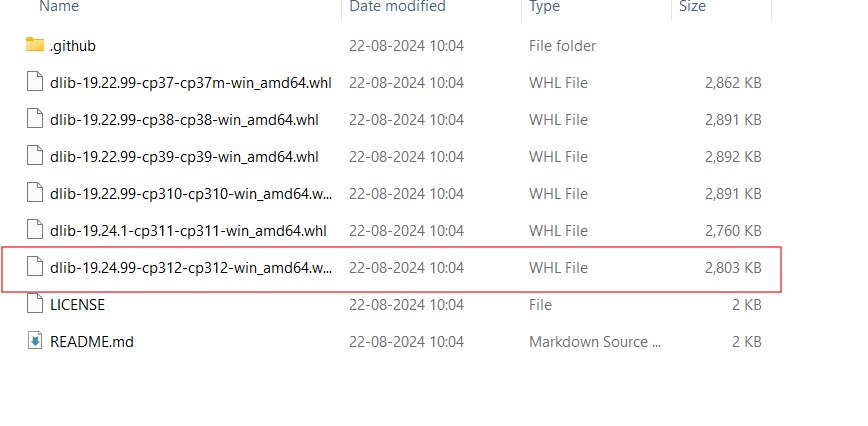 Name Date modified Type Size
.github 22-08-2024 10:04 File folder
dlib-19.22.99-cp37-cp37m-win_amd64.whl 22-08-2024 10:04 WHL File 2,862 KB
dlib-19.22.99-cp38-cp38-win_amd64.whl 22-08-2024 10:04 WHL File 2,891 KB
dlib-19.22.99-cp39-cp39-win_amd64.whl 22-08-2024 10:04 WHL File 2,892 KB
dlib-19.22.99-cp310-cp310-win_amd64.w... 22-08-2024 10:04 WHL File 2,891 KB
dlib-19.24.1-cp311-cp311-win_amd64.whl 22-08-2024 10:04 WHL File 2,760 KB
dlib-19.24.99-cp312-cp312-win_amd64.w... 22-08-2024 10:04 WHL File 2,803 KB
LICENSE 22-08-2024 10:04 File 2 KB
README.md 22-08-2024 10:04 Markdown Source ... 2 KB